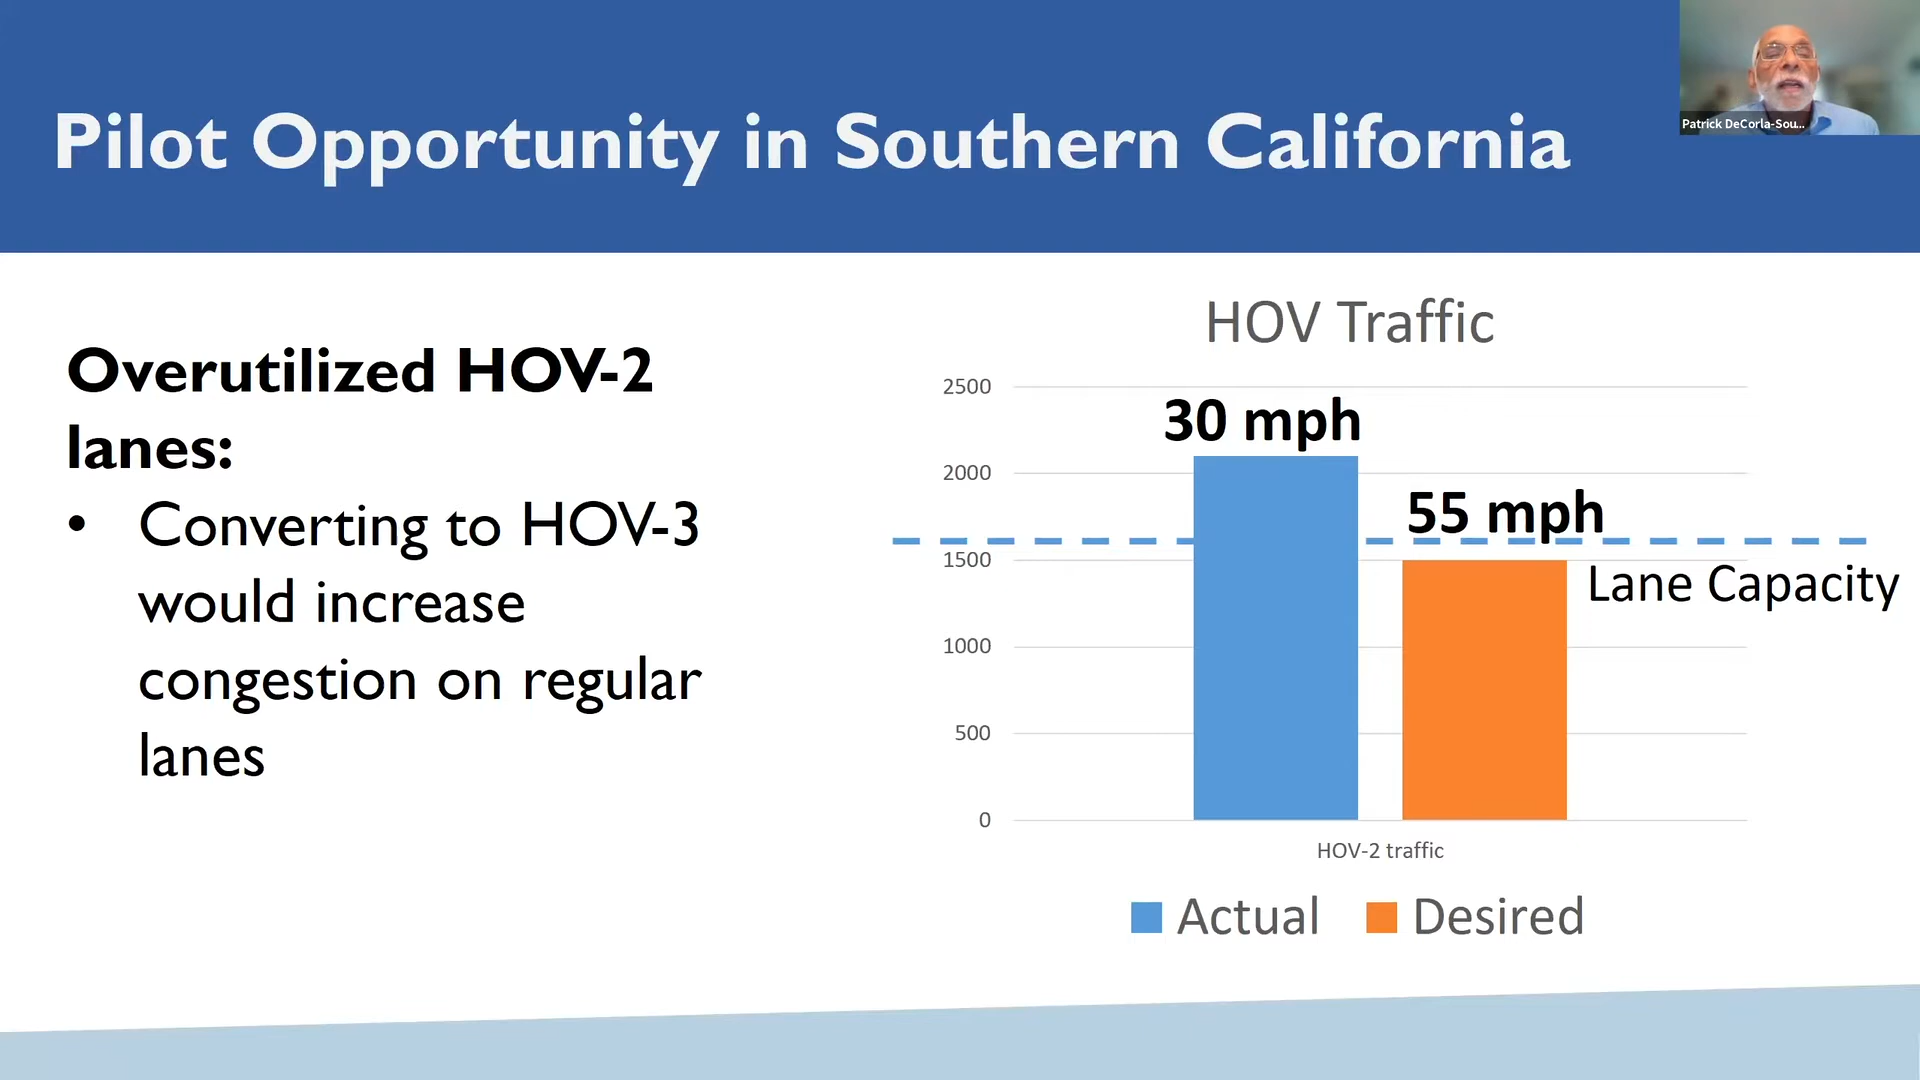 Pilot Opportunity in Southern California
Patrick DeCorla-Sou...
Overutilized HOV-2
lanes:
• Converting to HOV-3
would increase
congestion on regular
lanes
HOV Traffic
2500
30 mph
2000
55 mph
1500
Lane Capacity
1000
500
0
HOV-2 traffic
Actual Desired